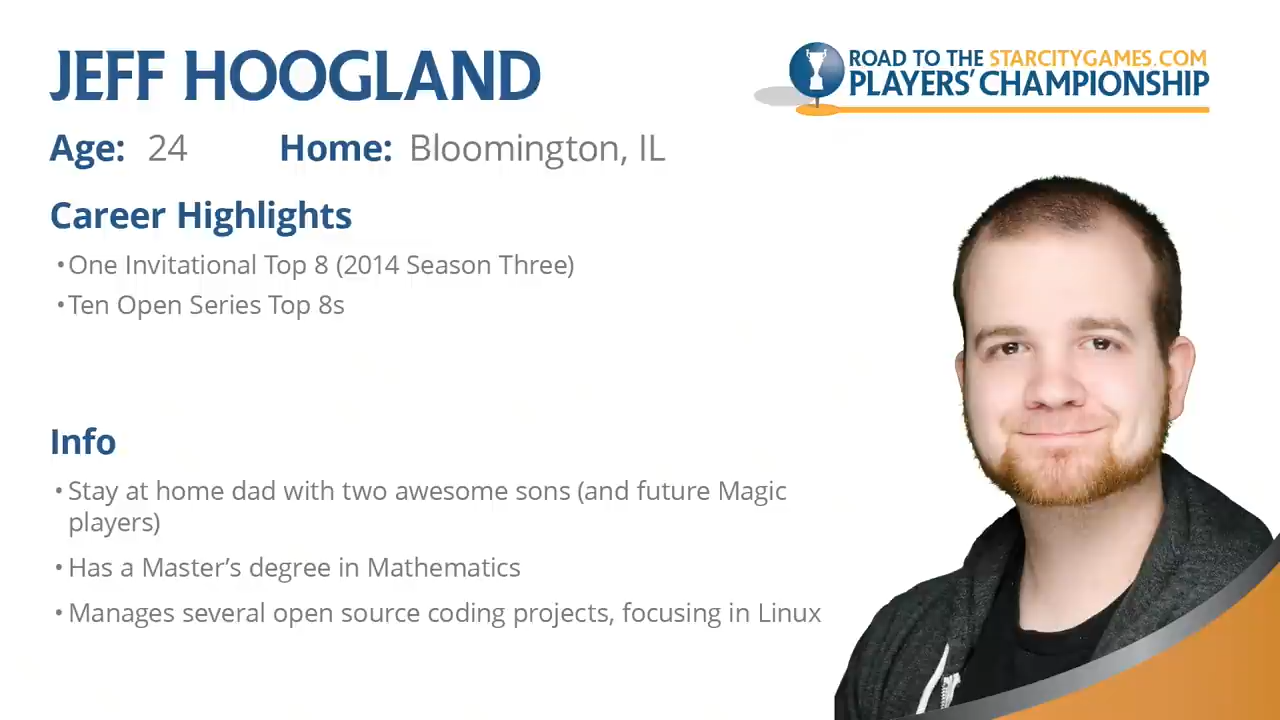 JEFF HOOGLAND
ROAD TO THE STARCITYGAMES.COM
PLAYERS' CHAMPIONSHIP
Age: 24 Home: Bloomington, IL
Career Highlights
•One Invitational Top 8 (2014 Season Three)
•Ten Open Series Top 8s
Info
•Stay at home dad with two awesome sons (and future Magic
players)
•Has a Master’s degree in Mathematics
•Manages several open source coding projects, focusing in Linux